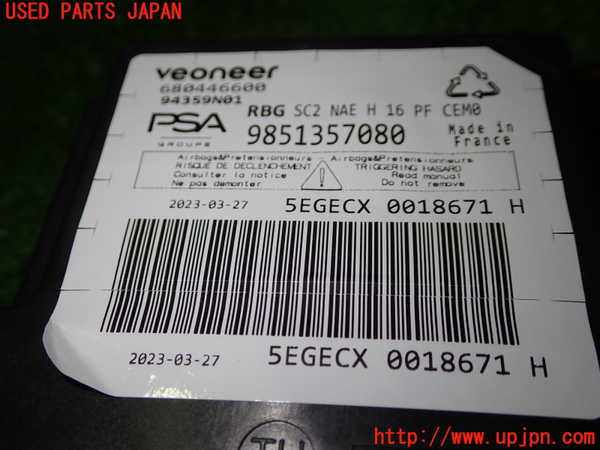 USED PARTS JAPAN
veoneer
680446600
94359N01
RBG SC2 NAE H 16 PF CEM0
PSA
GROUPE
9851357080
Made in
France
Airbags&Pretensionneurs
RISQUE DE DECLENCHEMENT
Consulter la notice
Ne pas demonter
Airbags&Pretensionneurs
TRIGGERING HASARD
Read manual
Do not remove
2023-03-27
5EGECX 0018671 H
2023-03-27
5EGECX 0018671 H
http://www.upjpn.com/